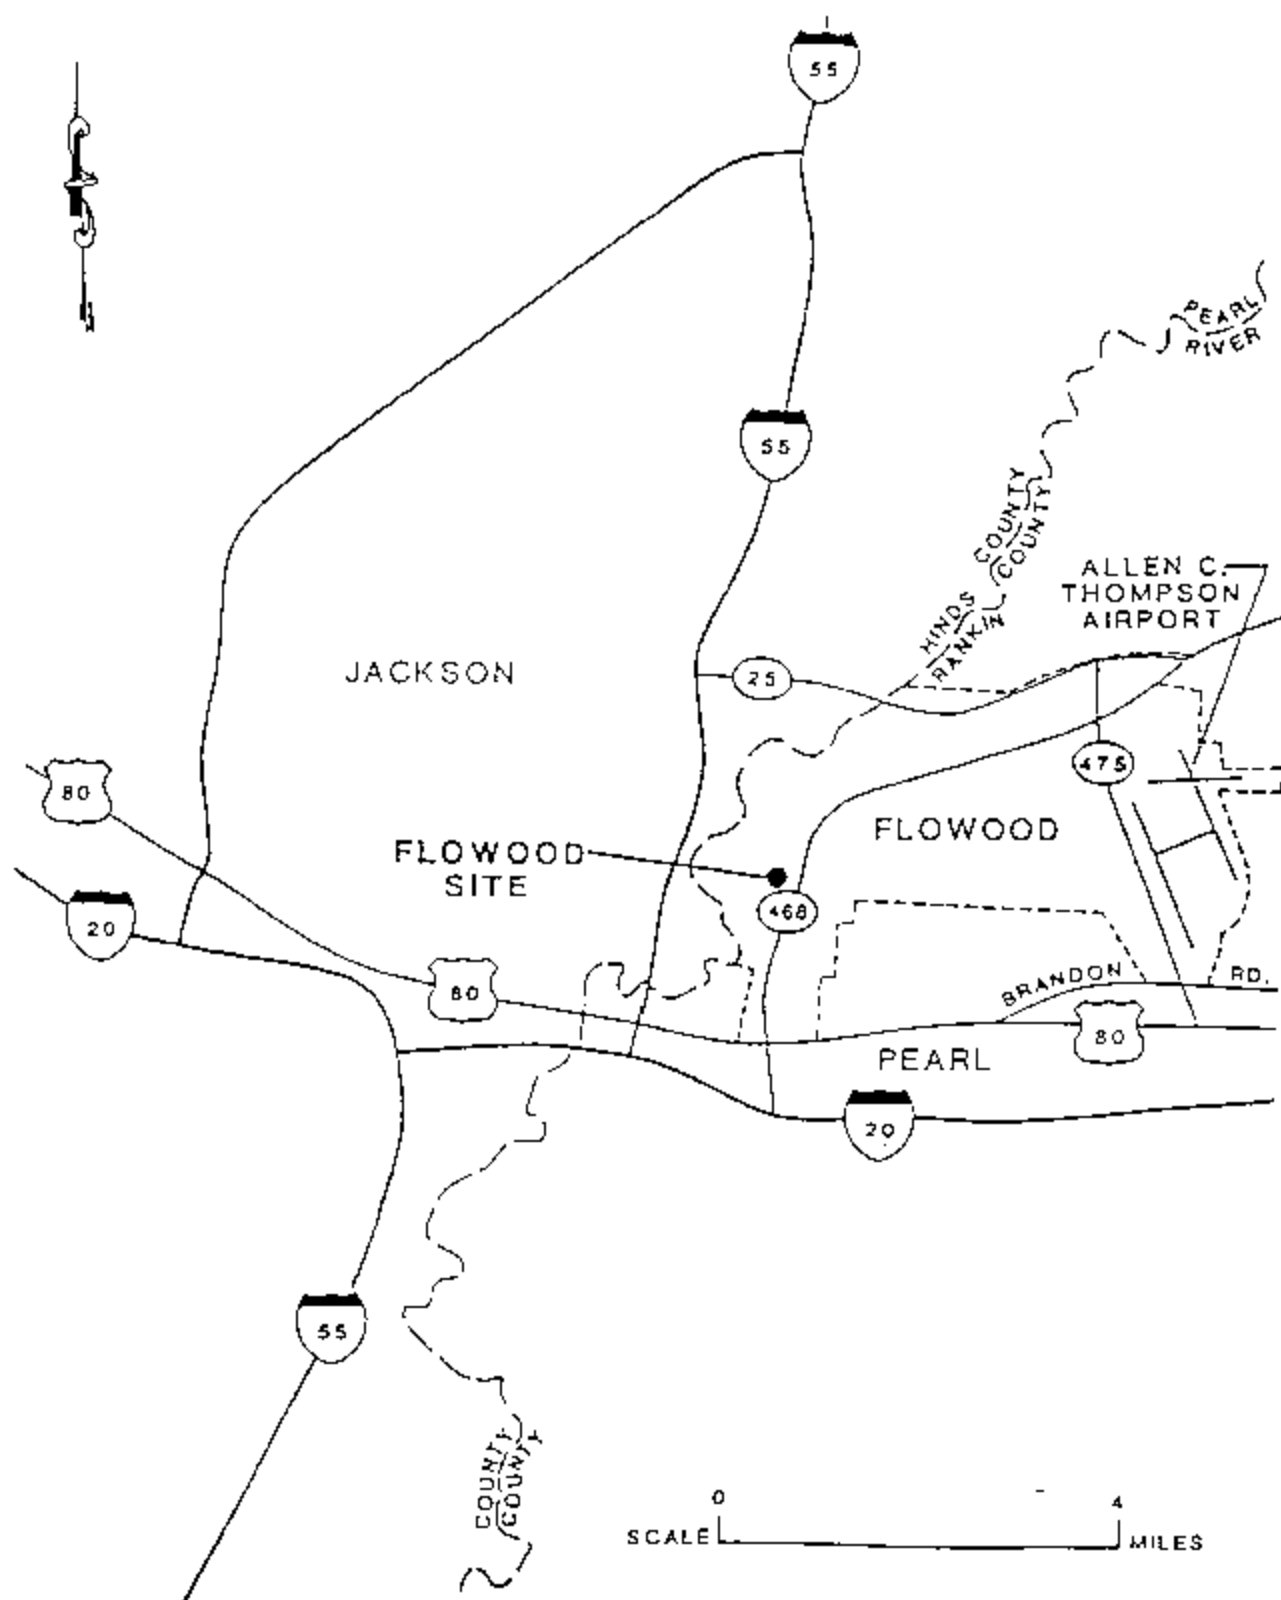 55
PEARL
RIVER
55
HINDS COUNTY
RANKIN COUNTY
ALLEN C.
THOMPSON
AIRPORT
JACKSON
25
475
80
FLOWOOD
FLOWOOD
SITE
468
20
80
BRANDON RD.
80
PEARL
20
55
COUNTY
COUNTY
0 4
SCALE MILES